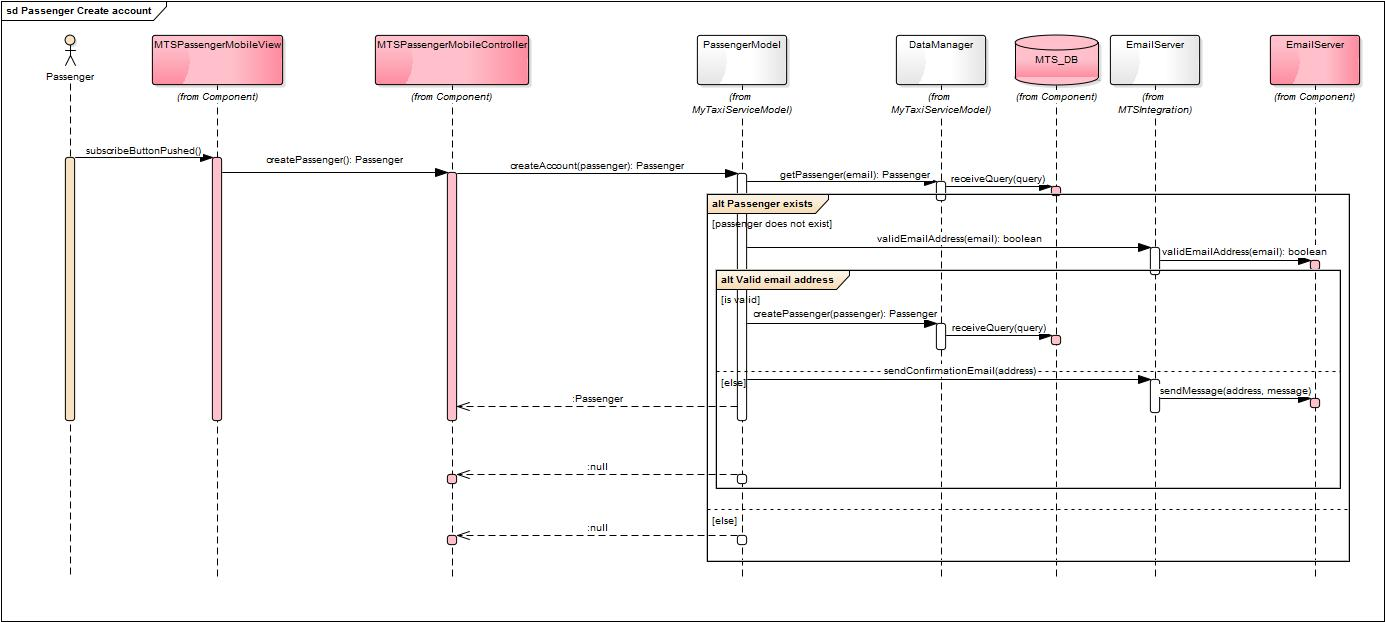 sd Passenger Create account
Passenger
MTSPassengerMobileView
(from Component)
MTSPassengerMobileController
(from Component)
PassengerModel
(from
MyTaxiServiceModel)
DataManager
(from
MyTaxiServiceModel)
MTS_DB
(from Component)
EmailServer
(from
MTSIntegration)
EmailServer
(from Component)
subscribeButtonPushed()
createPassenger(): Passenger
createAccount(passenger): Passenger
getPassenger(email): Passenger
receiveQuery(query)
alt Passenger exists
[passenger does not exist]
validEmailAddress(email): boolean
validEmailAddress(email): boolean
alt Valid email address
[is valid]
createPassenger(passenger): Passenger
receiveQuery(query)
sendConfirmationEmail(address)
[else]
sendMessage(address, message)
:Passenger
:null
[else]
:null